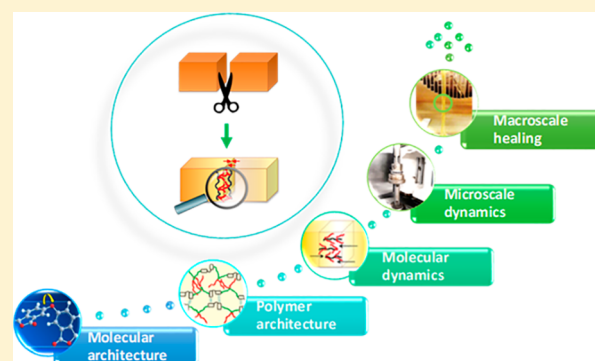 Macroscale
healing
Microscale
dynamics
Molecular
dynamics
Polymer
architecture
Molecular
architecture